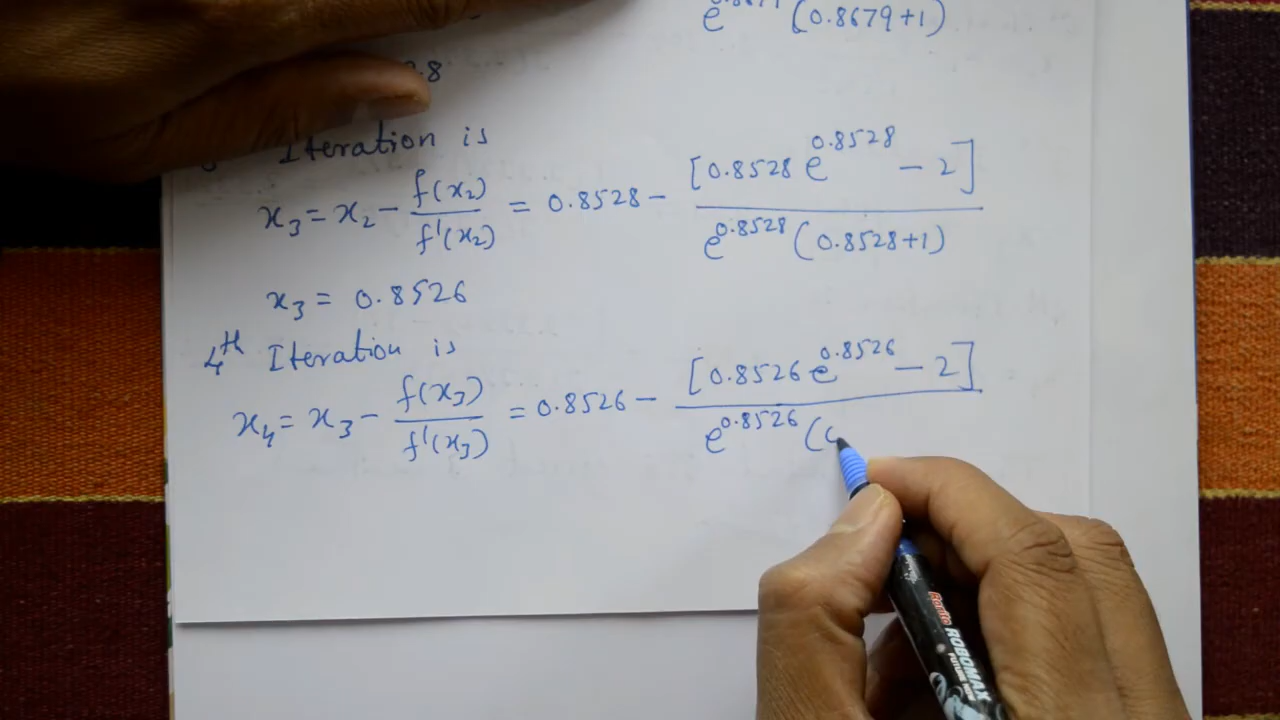 e^0.8679 (0.8679+1)
.8
Iteration is
x₃ = x₂ − f(x₂)/f'(x₂) = 0.8528 − [0.8528 e^0.8528 − 2]/e^0.8528 (0.8528+1)
x₃ = 0.8526
4th Iteration is
x₄ = x₃ − f(x₃)/f'(x₃) = 0.8526 − [0.8526 e^0.8526 − 2]/e^0.8526 (
ROBOMAX